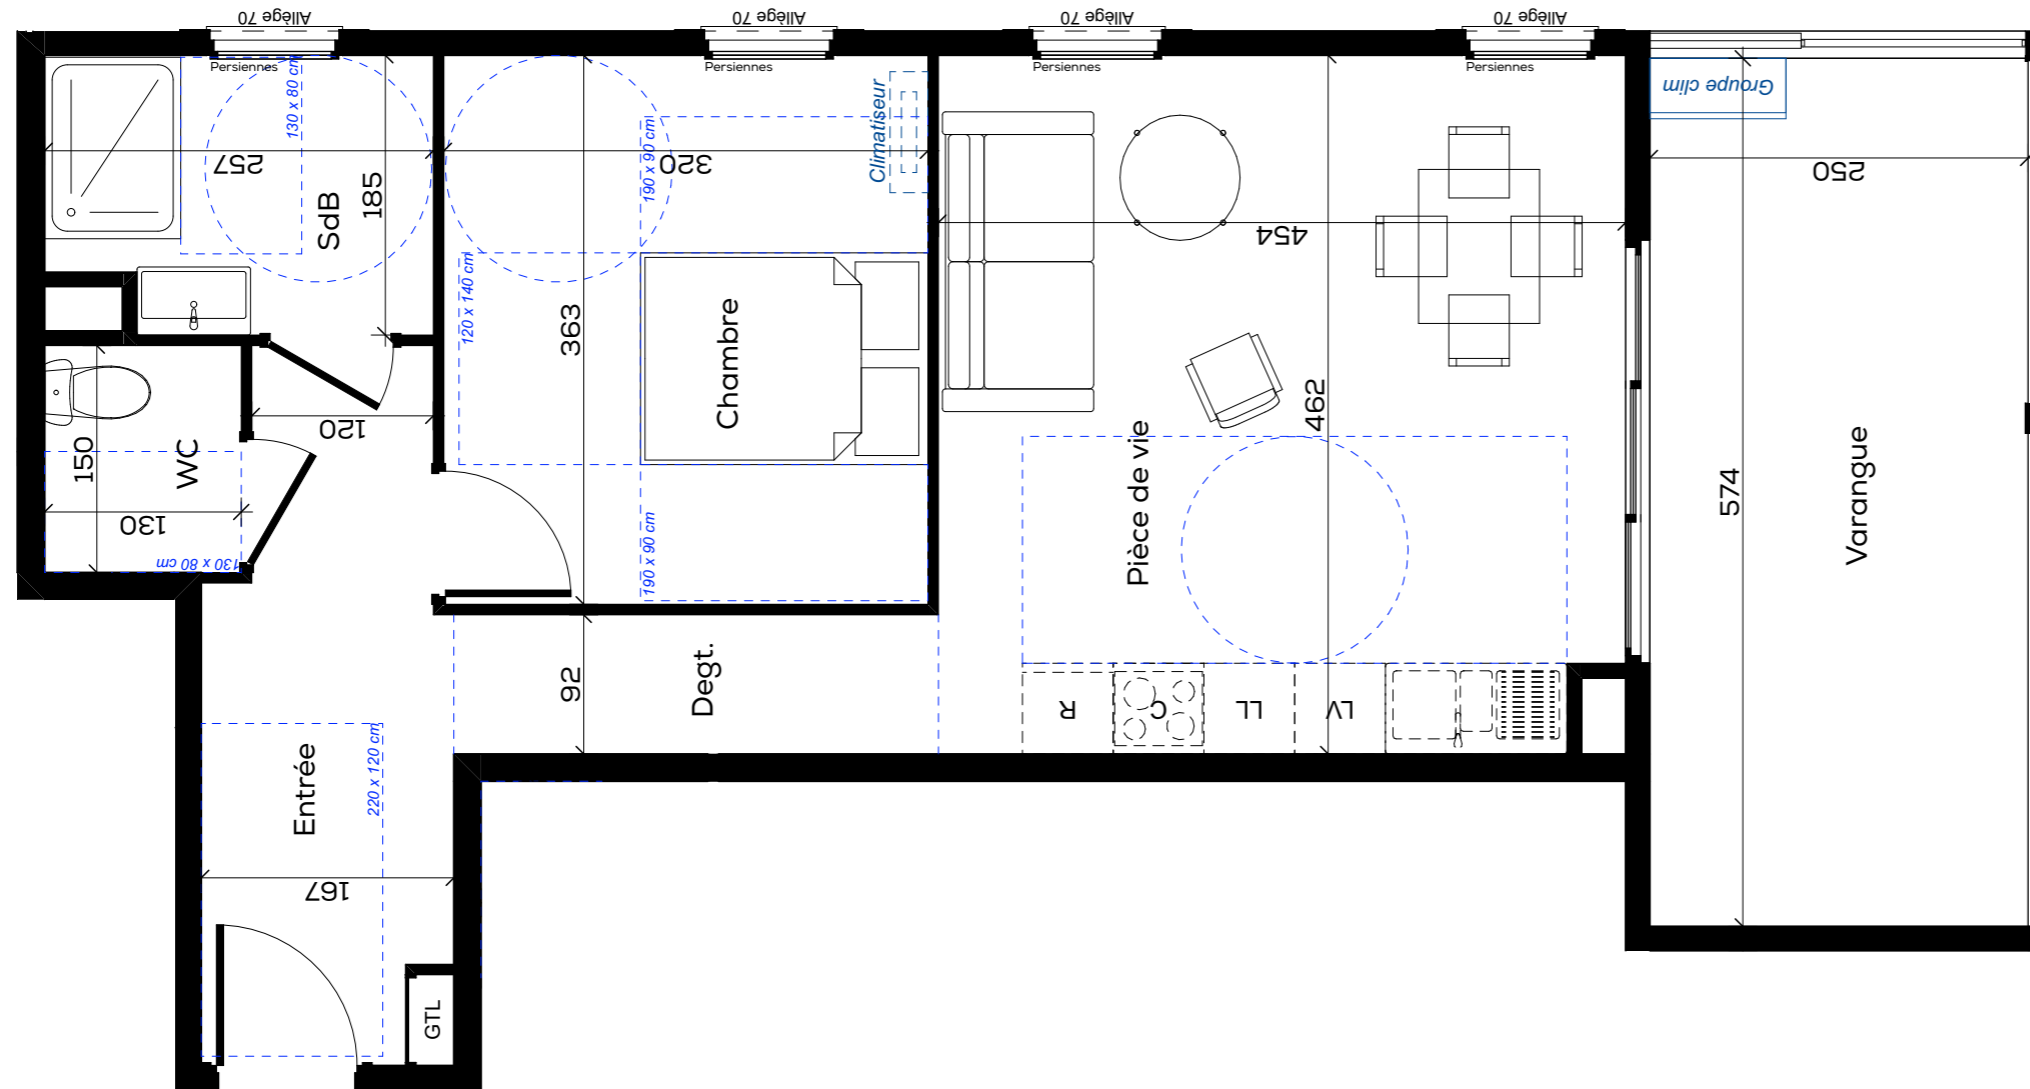 Allège 70
Allège 70
Allège 70
Allège 70
Persiennes
Persiennes
Persiennes
Persiennes
130 x 80 cm
257
185
SdB
190 x 90 cm
320
Climatiseur
Groupe clim
250
454
120 x 140 cm
363
Chambre
462
150
WC
120
130
130 x 80 cm
190 x 90 cm
Pièce de vie
574
Varangue
92
Degt.
R
C
LL
LV
Entrée
220 x 120 cm
167
GTL